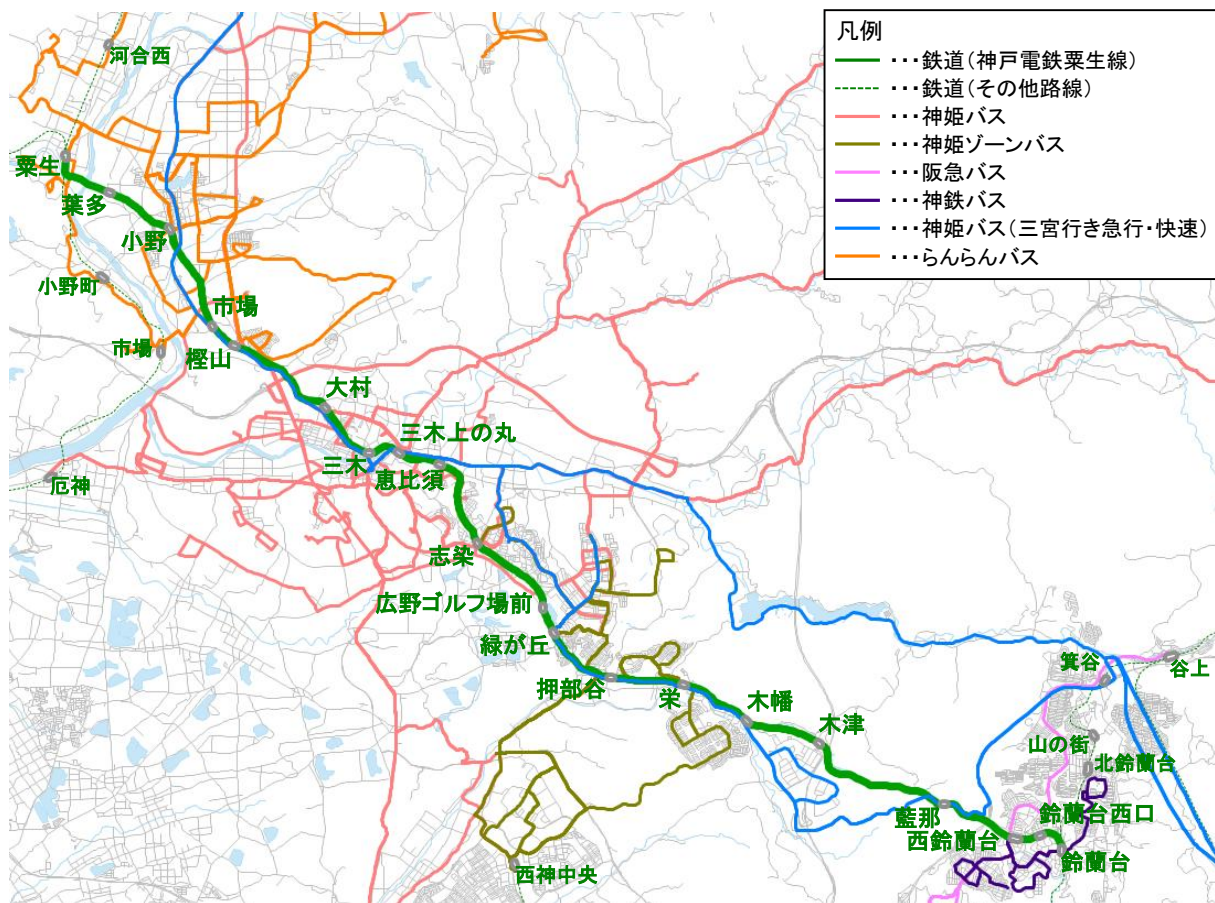 凡例
・・・鉄道(神戸電鉄粟生線)
・・・鉄道(その他路線)
・・・神姫バス
・・・神姫ゾーンバス
・・・阪急バス
・・・神鉄バス
・・・神姫バス(三宮行き急行・快速)
・・・らんらんバス
河合西
粟生
葉多
小野
小野町
市場
市場
樫山
大村
三木上の丸
三木
恵比須
厄神
志染
広野ゴルフ場前
緑が丘
押部谷
栄
木幡
木津
箕谷
谷上
山の街
北鈴蘭台
藍那
西鈴蘭台
鈴蘭台西口
鈴蘭台
西神中央